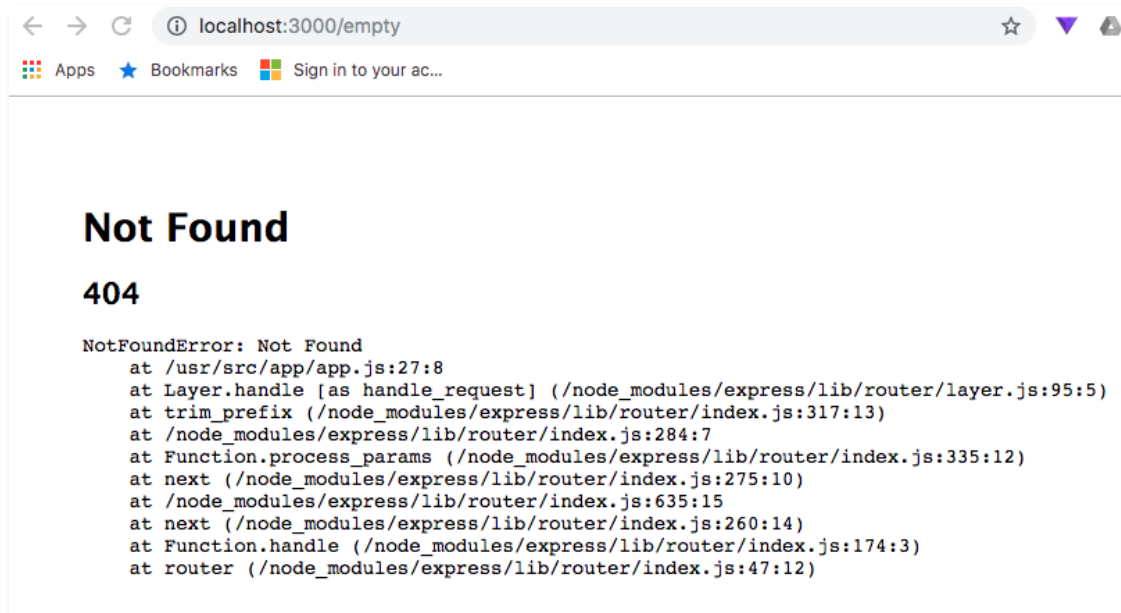 localhost:3000/empty
Apps Bookmarks Sign in to your ac...
Not Found
404
NotFoundError: Not Found
at /usr/src/app/app.js:27:8
at Layer.handle [as handle_request] (/node_modules/express/lib/router/layer.js:95:5)
at trim_prefix (/node_modules/express/lib/router/index.js:317:13)
at /node_modules/express/lib/router/index.js:284:7
at Function.process_params (/node_modules/express/lib/router/index.js:335:12)
at next (/node_modules/express/lib/router/index.js:275:10)
at /node_modules/express/lib/router/index.js:635:15
at next (/node_modules/express/lib/router/index.js:260:14)
at Function.handle (/node_modules/express/lib/router/index.js:174:3)
at router (/node_modules/express/lib/router/index.js:47:12)